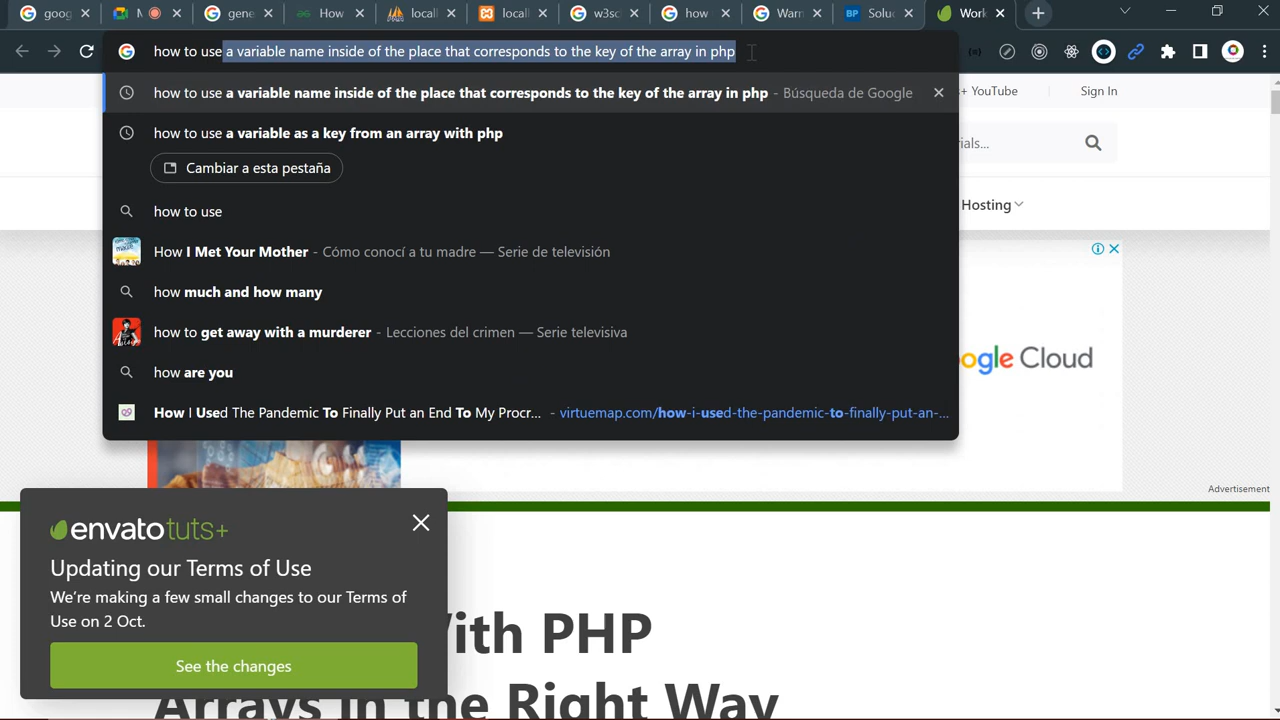 goog
M
gene
How
locall
locall
w3sc
how
Warn
BP Soluc
Work
how to use a variable name inside of the place that corresponds to the key of the array in php
how to use a variable name inside of the place that corresponds to the key of the array in php - Búsqueda de Google
how to use a variable as a key from an array with php
Cambiar a esta pestaña
how to use
How I Met Your Mother - Cómo conocí a tu madre — Serie de televisión
how much and how many
how to get away with a murderer - Lecciones del crimen — Serie televisiva
how are you
How I Used The Pandemic To Finally Put an End To My Procr... - virtuemap.com/how-i-used-the-pandemic-to-finally-put-an-...
+ YouTube
Sign In
ials...
Hosting
ogle Cloud
Advertisement
envatotuts+
Updating our Terms of Use
We're making a few small changes to our Terms of
Use on 2 Oct.
See the changes
With PHP
Arrays in the Right Way